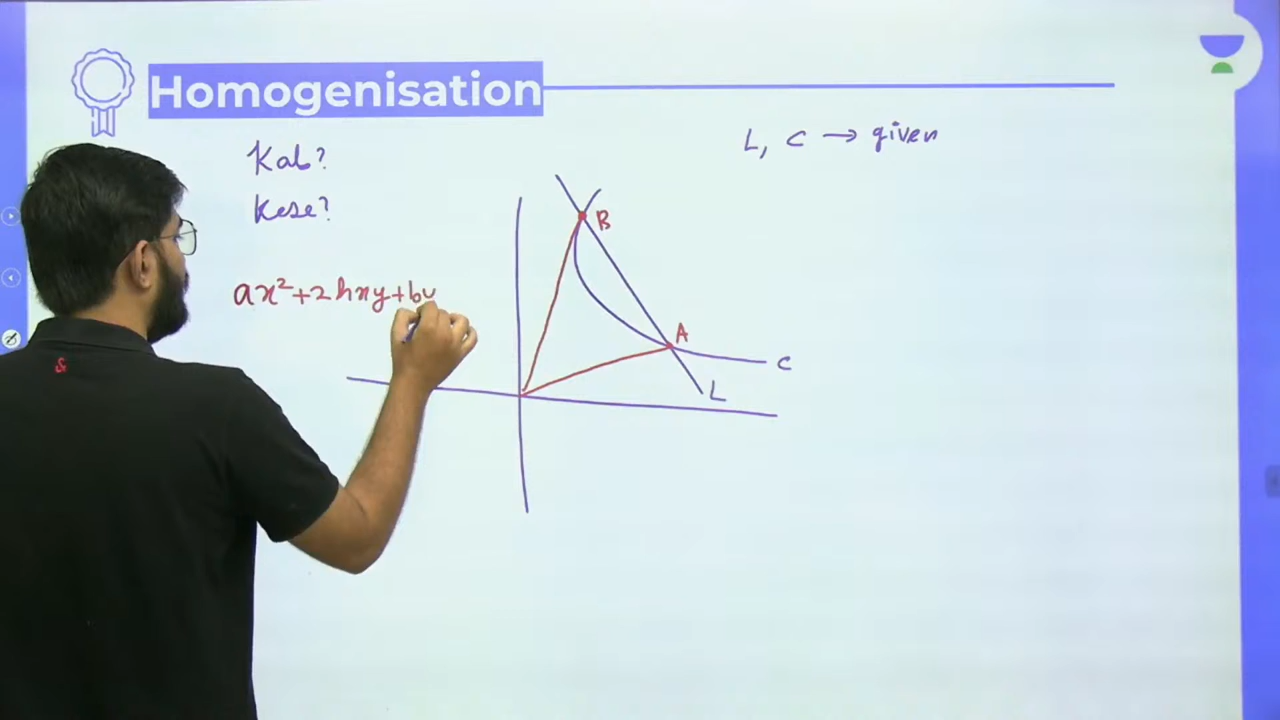 Homogenisation
L, C → given
Kab?
Kese?
ax²+2hxy+by
B
A
C
L